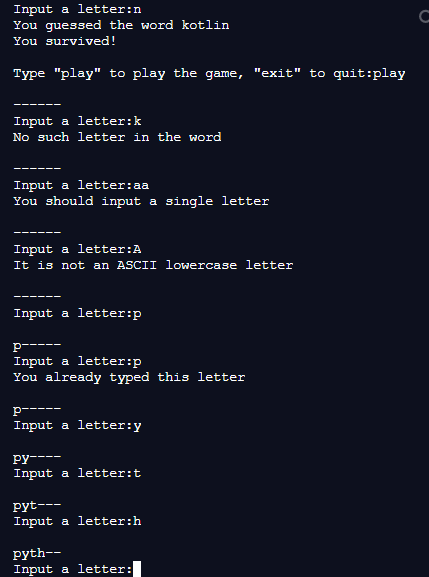 Input a letter:n
You guessed the word kotlin
You survived!
Type "play" to play the game, "exit" to quit:play
------
Input a letter:k
No such letter in the word
------
Input a letter:aa
You should input a single letter
------
Input a letter:A
It is not an ASCII lowercase letter
------
Input a letter:p
p-----
Input a letter:p
You already typed this letter
p-----
Input a letter:y
py----
Input a letter:t
pyt---
Input a letter:h
pyth--
Input a letter: